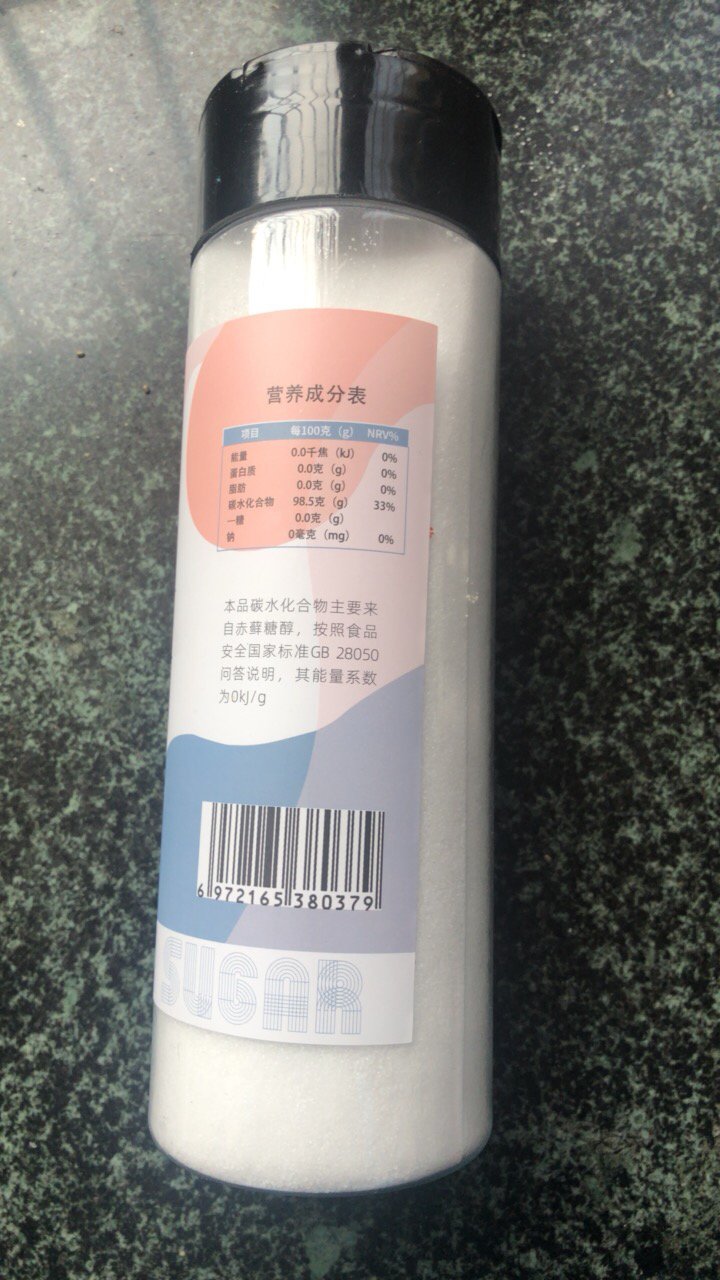 营养成分表
项目 每100克（g） NRV%
能量 0.0千焦（kJ） 0%
蛋白质 0.0克（g） 0%
脂肪 0.0克（g） 0%
碳水化合物 98.5克（g） 33%
—糖 0.0克（g）
钠 0毫克（mg） 0%
本品碳水化合物主要来
自赤藓糖醇，按照食品
安全国家标准GB 28050
问答说明，其能量系数
为0kJ/g
6 972165 380379
SUGAR